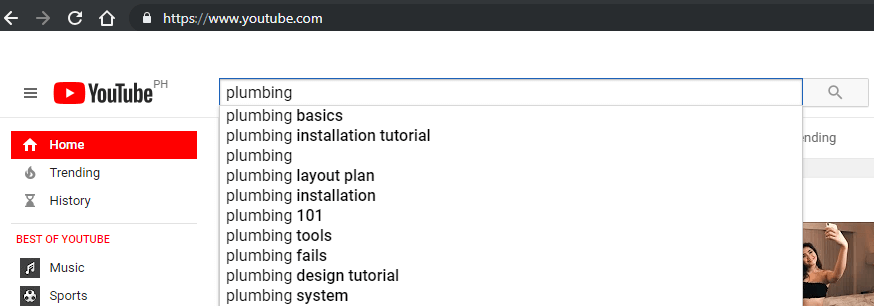 https://www.youtube.com
YouTube PH
plumbing
plumbing basics
plumbing installation tutorial
plumbing
plumbing layout plan
plumbing installation
plumbing 101
plumbing tools
plumbing fails
plumbing design tutorial
plumbing system
Home
Trending
History
BEST OF YOUTUBE
Music
Sports
ending